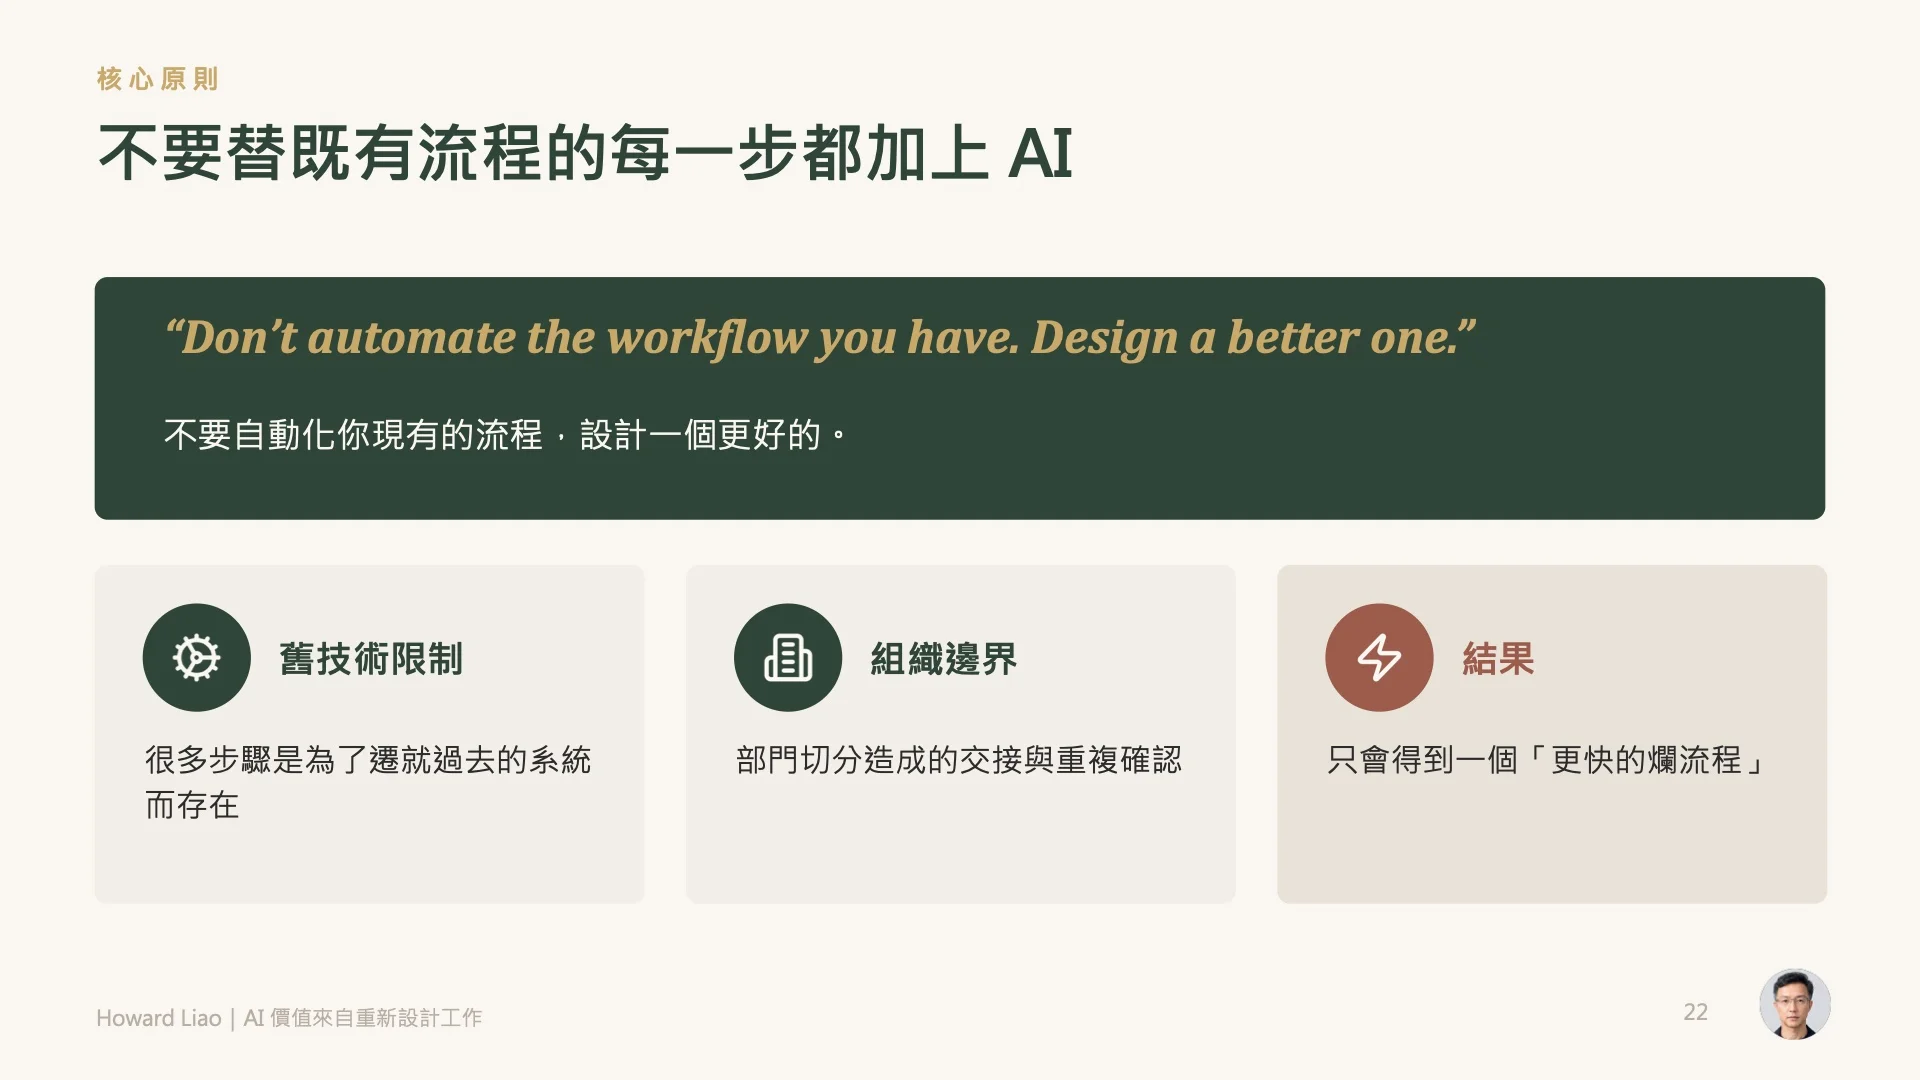 核心原則
不要替既有流程的每一步都加上 AI
“Don’t automate the workflow you have. Design a better one.”
不要自動化你現有的流程，設計一個更好的。
舊技術限制
很多步驟是為了遷就過去的系統
而存在
組織邊界
部門切分造成的交接與重複確認
結果
只會得到一個「更快的爛流程」
Howard Liao｜AI 價值來自重新設計工作
22